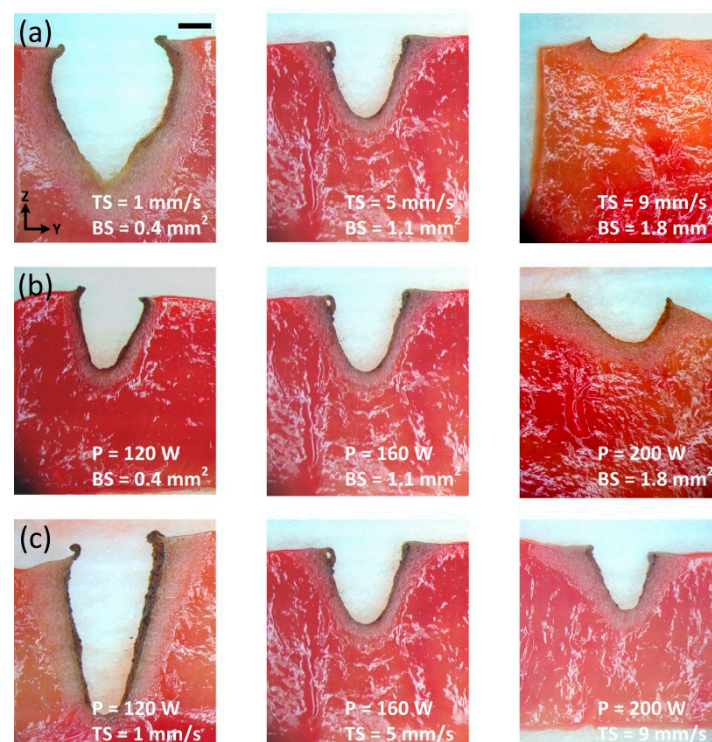 (a)
Z
Y
TS = 1 mm/s
BS = 0.4 mm²
TS = 5 mm/s
BS = 1.1 mm²
TS = 9 mm/s
BS = 1.8 mm²
(b)
P = 120 W
BS = 0.4 mm²
P = 160 W
BS = 1.1 mm²
P = 200 W
BS = 1.8 mm²
(c)
P = 120 W
TS = 1 mm/s
P = 160 W
TS = 5 mm/s
P = 200 W
TS = 9 mm/s